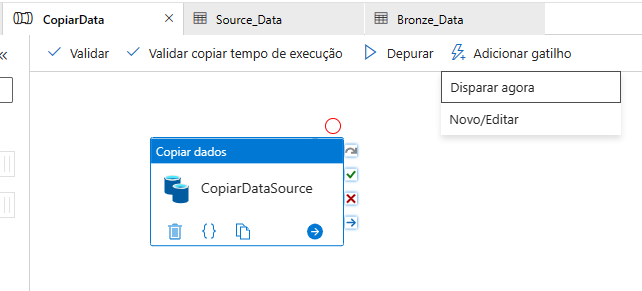 CopiarData
Source_Data
Bronze_Data
Validar
Validar copiar tempo de execução
Depurar
Adicionar gatilho
Disparar agora
Novo/Editar
Copiar dados
CopiarDataSource